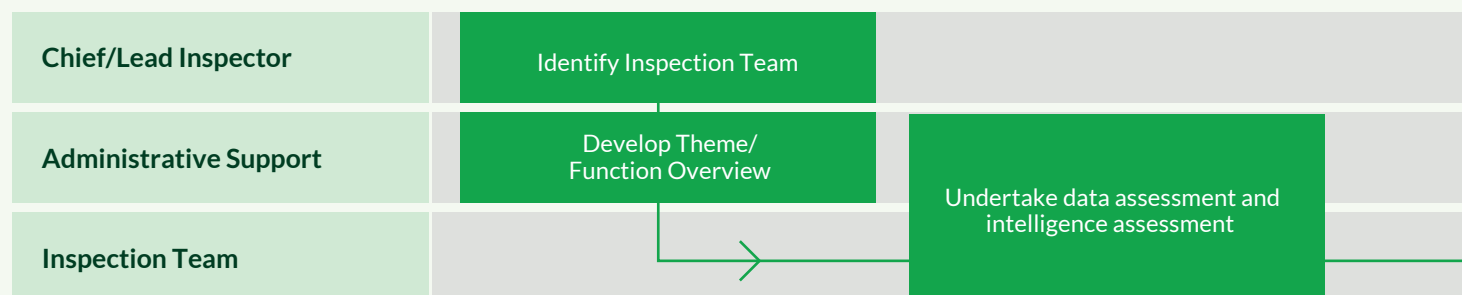 Chief/Lead Inspector
Identify Inspection Team
Administrative Support
Develop Theme/
Function Overview
Undertake data assessment and
intelligence assessment
Inspection Team